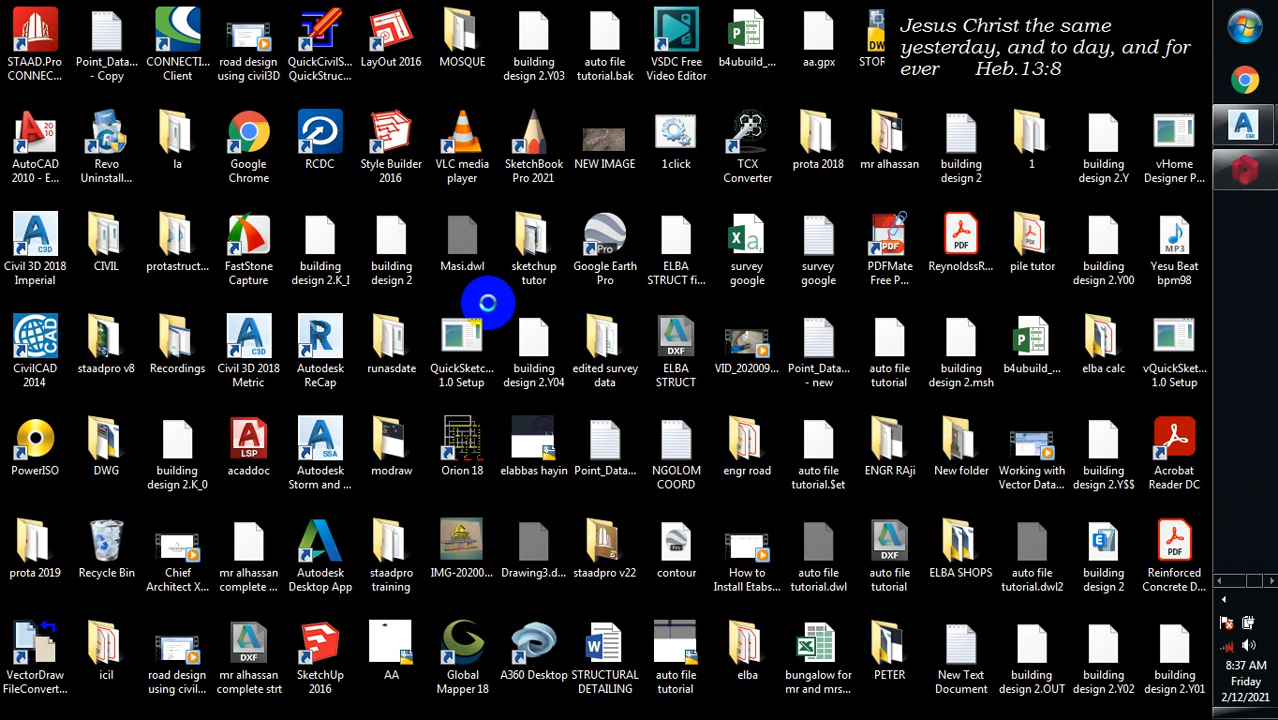 Jesus Christ the same
yesterday, and to day, and for
ever Heb.13:8
STAAD.Pro
CONNEC...
Point_Data...
- Copy
CONNECTI...
Client
road design
using civil3D
QuickCivilS...
QuickStruc...
LayOut 2016
MOSQUE
building
design 2.Y03
auto file
tutorial.bak
VSDC Free
Video Editor
b4ubuild_...
aa.gpx
STOR
AutoCAD
2010 - E...
Revo
Uninstall...
la
Google
Chrome
RCDC
Style Builder
2016
VLC media
player
SketchBook
Pro 2021
NEW IMAGE
1click
TCX
Converter
prota 2018
mr alhassan
building
design 2
1
building
design 2.Y
vHome
Designer P...
Civil 3D 2018
Imperial
CIVIL
protastruct...
FastStone
Capture
building
design 2.K_I
building
design 2
Masi.dwl
sketchup
tutor
Google Earth
Pro
ELBA
STRUCT fi...
survey
google
survey
google
PDFMate
Free P...
ReynoldssR...
pile tutor
building
design 2.Y00
Yesu Beat
bpm98
CivilCAD
2014
staadpro v8
Recordings
Civil 3D 2018
Metric
Autodesk
ReCap
runasdate
QuickSketc...
1.0 Setup
building
design 2.Y04
edited survey
data
ELBA
STRUCT
VID_202009...
Point_Data...
- new
auto file
tutorial
building
design 2.msh
b4ubuild_...
elba calc
vQuickSket...
1.0 Setup
PowerISO
DWG
building
design 2.K_0
acaddoc
Autodesk
Storm and ...
modraw
Orion 18
elabbas hayin
Point_Data...
NGOLOM
COORD
engr road
auto file
tutorial.$et
ENGR RAji
New folder
Working with
Vector Data...
building
design 2.Y$$
Acrobat
Reader DC
prota 2019
Recycle Bin
Chief
Architect X...
mr alhassan
complete ...
Autodesk
Desktop App
staadpro
training
IMG-20200...
Drawing3.d...
staadpro v22
contour
How to
Install Etabs...
auto file
tutorial.dwl
auto file
tutorial
ELBA SHOPS
auto file
tutorial.dwl2
building
design 2
Reinforced
Concrete D...
VectorDraw
FileConvert...
icil
road design
using civil...
mr alhassan
complete strt
SketchUp
2016
AA
Global
Mapper 18
A360 Desktop
STRUCTURAL
DETAILING
auto file
tutorial
elba
bungalow for
mr and mrs...
PETER
New Text
Document
building
design 2.OUT
building
design 2.Y02
building
design 2.Y01
8:37 AM
Friday
2/12/2021